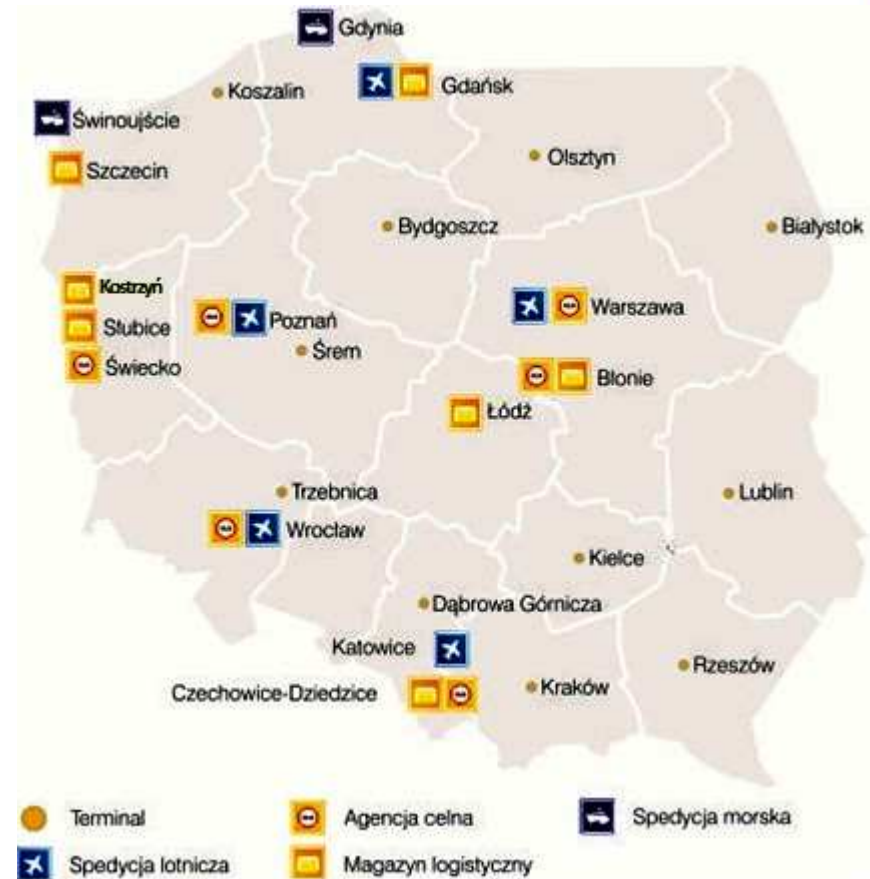 Gdynia
Gdańsk
Koszalin
Świnoujście
Olsztyn
Szczecin
Bydgoszcz
Białystok
Kostrzyń
Słubice
Świecko
Poznań
Warszawa
Śrem
Błonie
Łódź
Trzebnica
Lublin
Wrocław
Kielce
Dąbrowa Górnicza
Katowice
Rzeszów
Czechowice-Dziedzice
Kraków
Terminal
Agencja celna
Spedycja morska
Spedycja lotnicza
Magazyn logistyczny